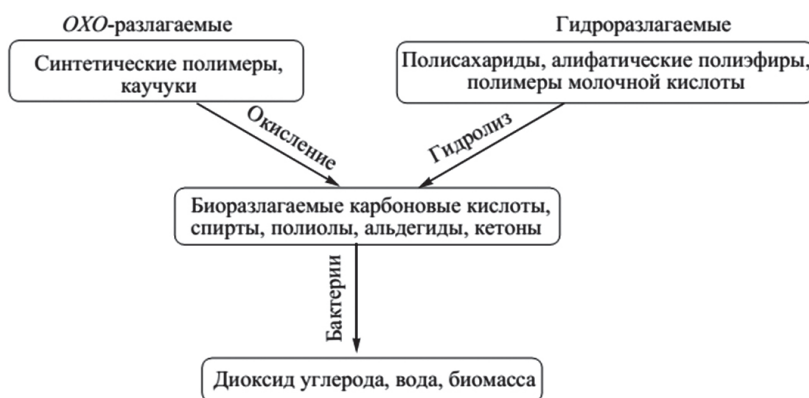 ОХО-разлагаемые
Гидроразлагаемые
Синтетические полимеры,
каучуки
Полисахариды, алифатические полиэфиры,
полимеры молочной кислоты
Окисление
Гидролиз
Биоразлагаемые карбоновые кислоты,
спирты, полиолы, альдегиды, кетоны
Бактерии
Диоксид углерода, вода, биомасса